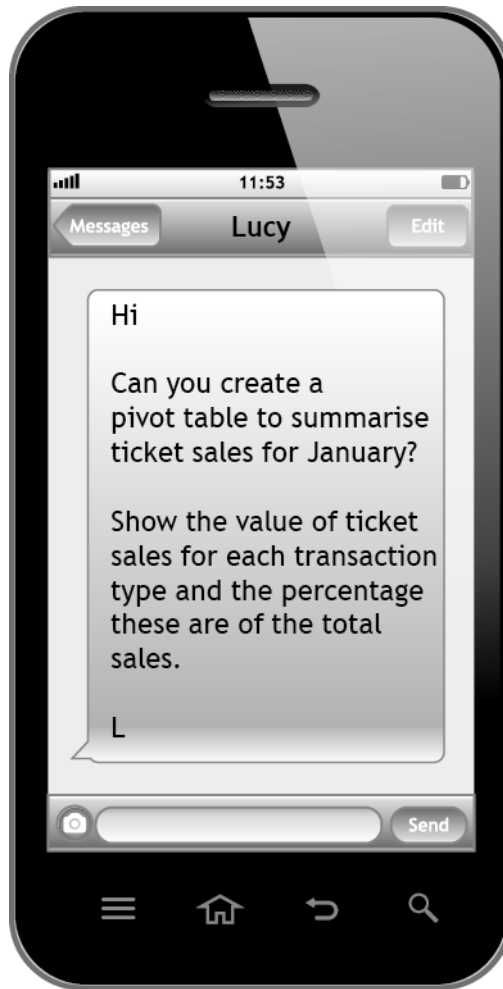 11:53
Messages
Lucy
Edit
Hi
Can you create a
pivot table to summarise
ticket sales for January?
Show the value of ticket
sales for each transaction
type and the percentage
these are of the total
sales.
L
Send